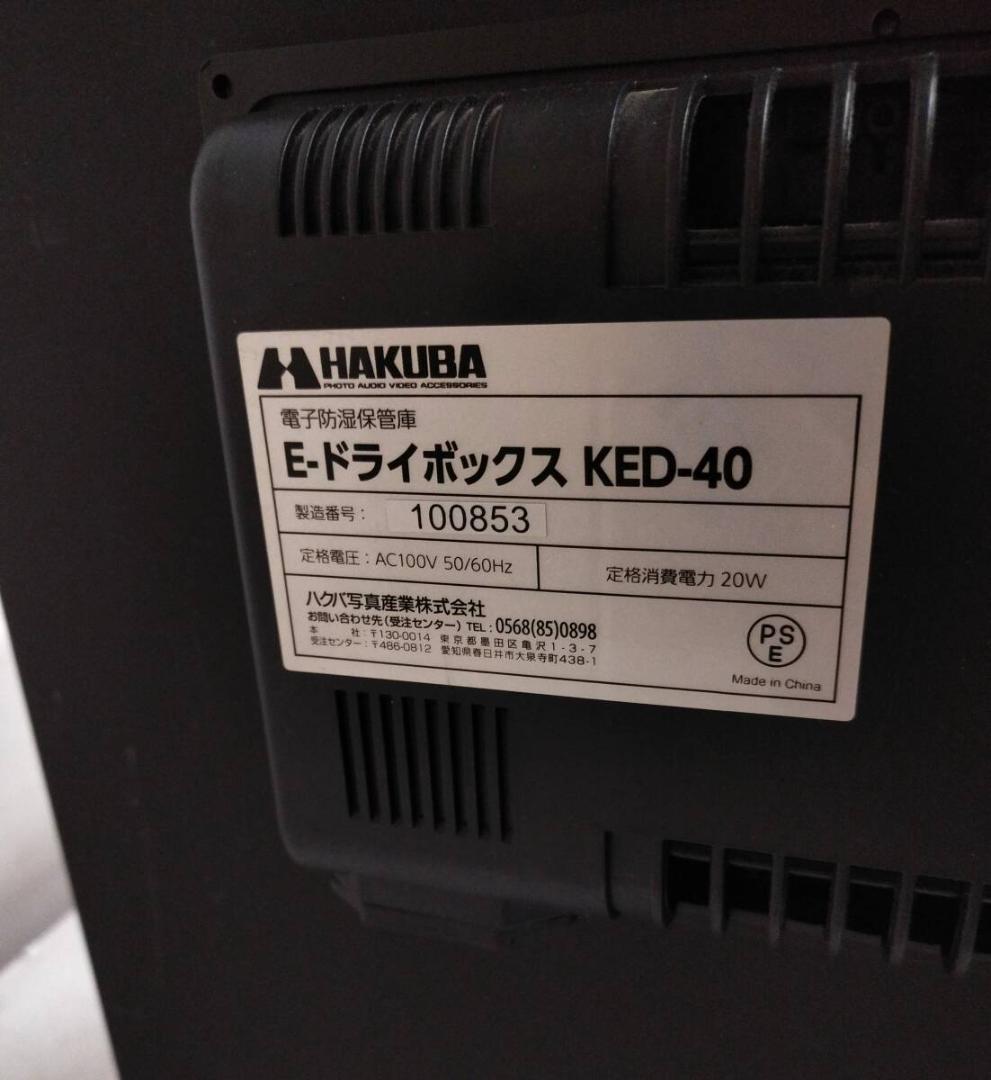 HAKUBA
PHOTO AUDIO VIDEO ACCESSORIES
電子防湿保管庫
E-ドライボックス KED-40
製造番号： 100853
定格電圧：AC100V 50/60Hz
定格消費電力 20W
ハクバ写真産業株式会社
お問い合わせ先（受注センター）TEL：0568(85)0898
本　　社：〒130-0014 東京都墨田区亀沢1-3-7
受注センター：〒486-0812 愛知県春日井市大泉寺町438-1
PS
E
Made in China